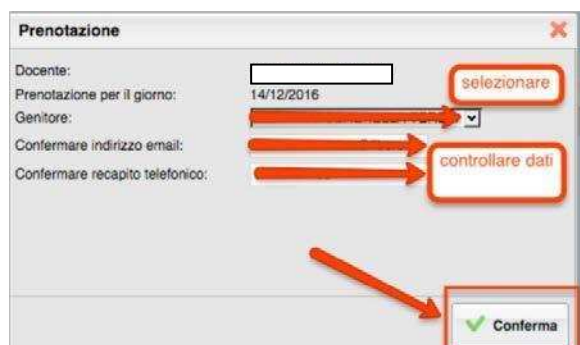 Prenotazione
Docente:
selezionare
Prenotazione per il giorno: 14/12/2016
Genitore:
Confermare indirizzo email:
controllare dati
Confermare recapito telefonico:
Conferma